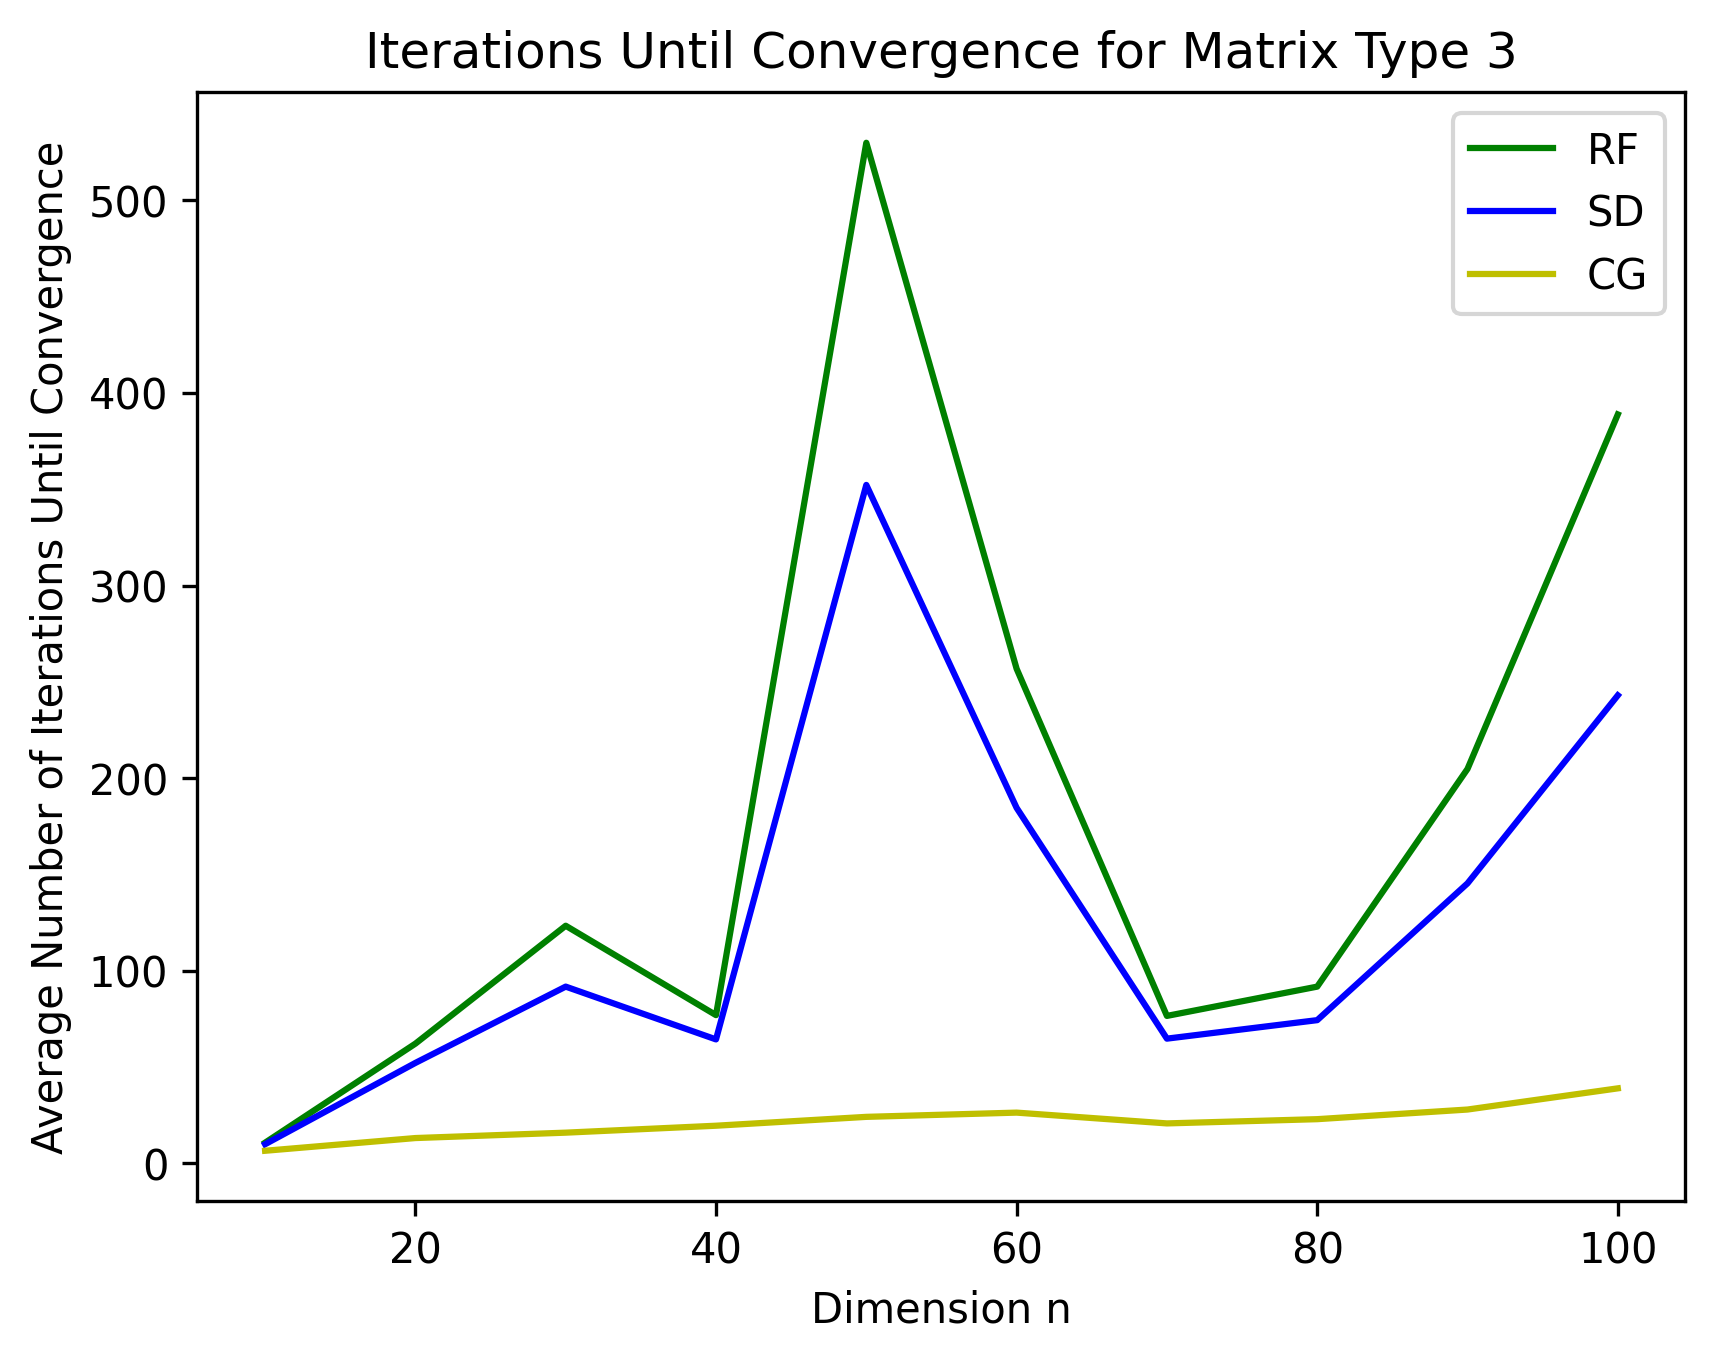 Iterations Until Convergence for Matrix Type 3
Average Number of Iterations Until Convergence
500
400
300
200
100
0
20
40
60
80
100
Dimension n
RF
SD
CG